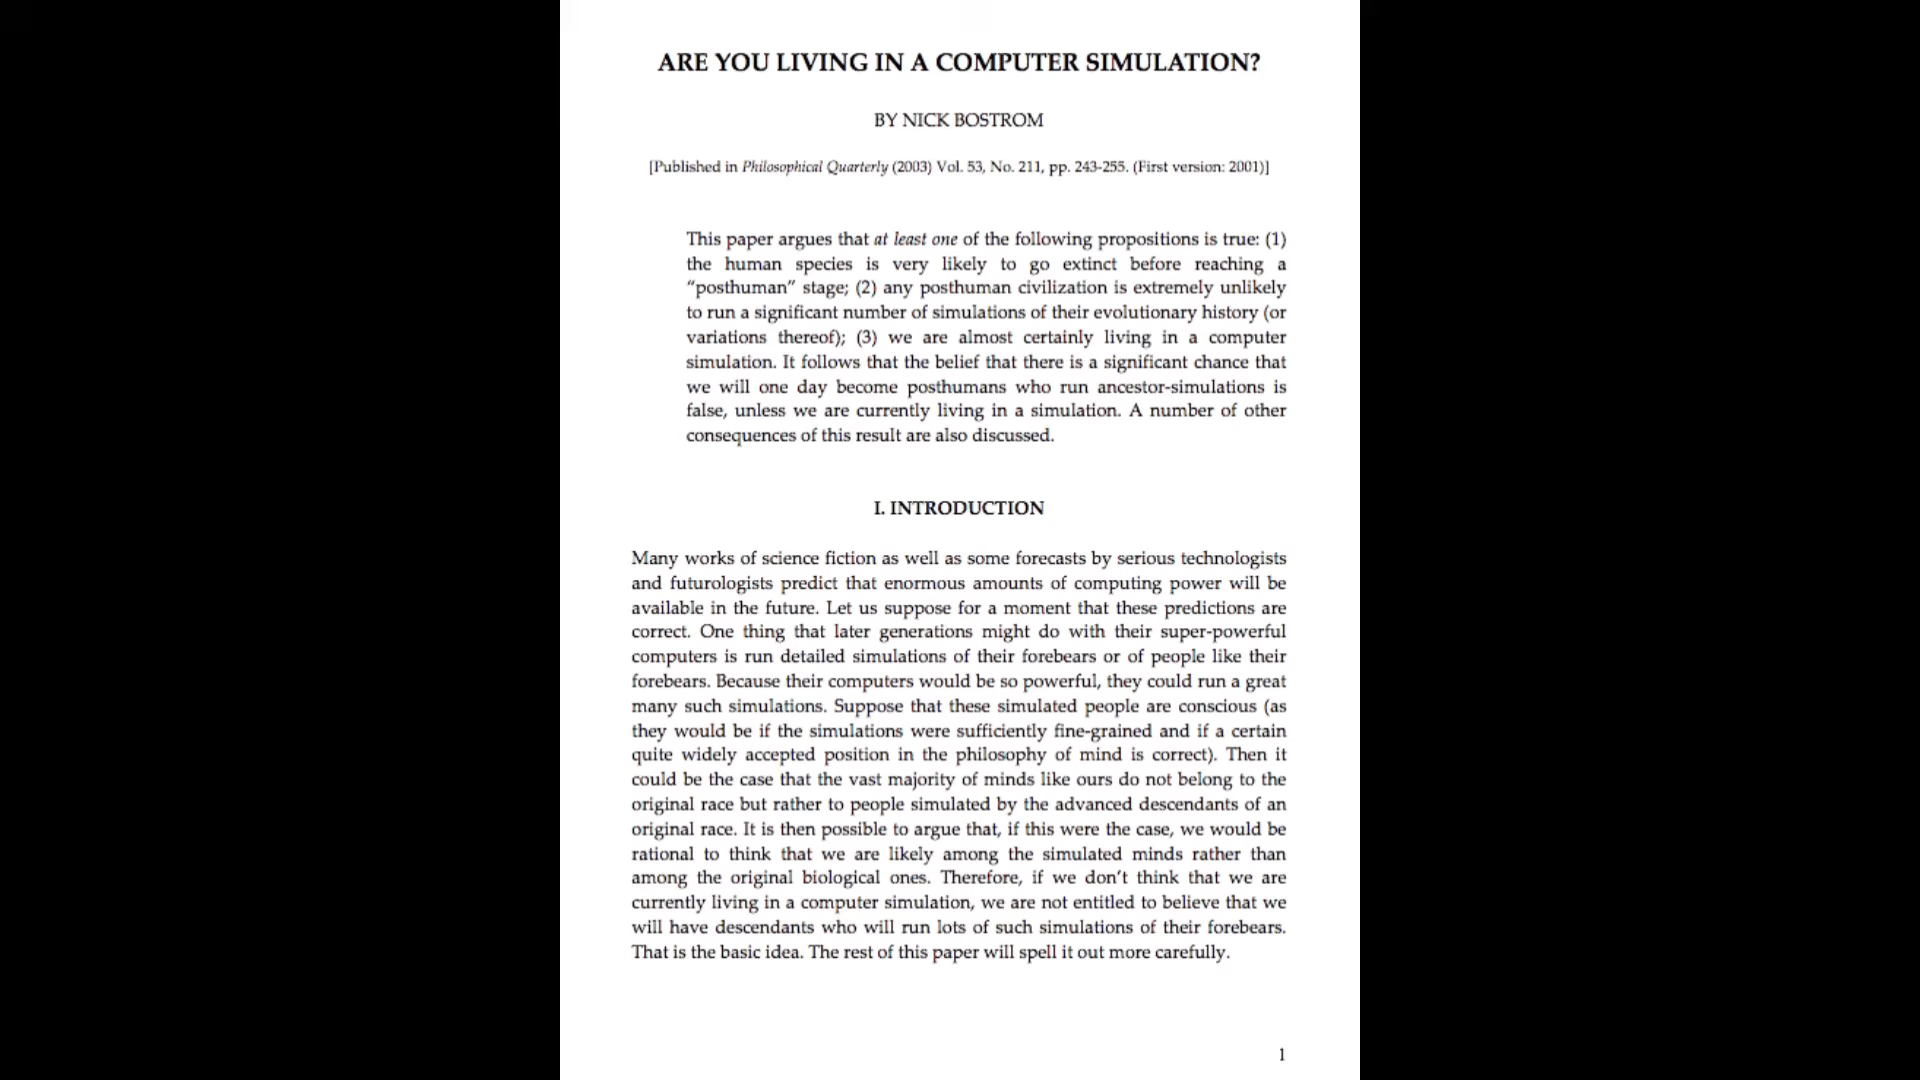 ARE YOU LIVING IN A COMPUTER SIMULATION?
BY NICK BOSTROM
[Published in Philosophical Quarterly (2003) Vol. 53, No. 211, pp. 243-255. (First version: 2001)]
This paper argues that at least one of the following propositions is true: (1)
the human species is very likely to go extinct before reaching a
“posthuman” stage; (2) any posthuman civilization is extremely unlikely
to run a significant number of simulations of their evolutionary history (or
variations thereof); (3) we are almost certainly living in a computer
simulation. It follows that the belief that there is a significant chance that
we will one day become posthumans who run ancestor-simulations is
false, unless we are currently living in a simulation. A number of other
consequences of this result are also discussed.
I. INTRODUCTION
Many works of science fiction as well as some forecasts by serious technologists
and futurologists predict that enormous amounts of computing power will be
available in the future. Let us suppose for a moment that these predictions are
correct. One thing that later generations might do with their super-powerful
computers is run detailed simulations of their forebears or of people like their
forebears. Because their computers would be so powerful, they could run a great
many such simulations. Suppose that these simulated people are conscious (as
they would be if the simulations were sufficiently fine-grained and if a certain
quite widely accepted position in the philosophy of mind is correct). Then it
could be the case that the vast majority of minds like ours do not belong to the
original race but rather to people simulated by the advanced descendants of an
original race. It is then possible to argue that, if this were the case, we would be
rational to think that we are likely among the simulated minds rather than
among the original biological ones. Therefore, if we don’t think that we are
currently living in a computer simulation, we are not entitled to believe that we
will have descendants who will run lots of such simulations of their forebears.
That is the basic idea. The rest of this paper will spell it out more carefully.
1